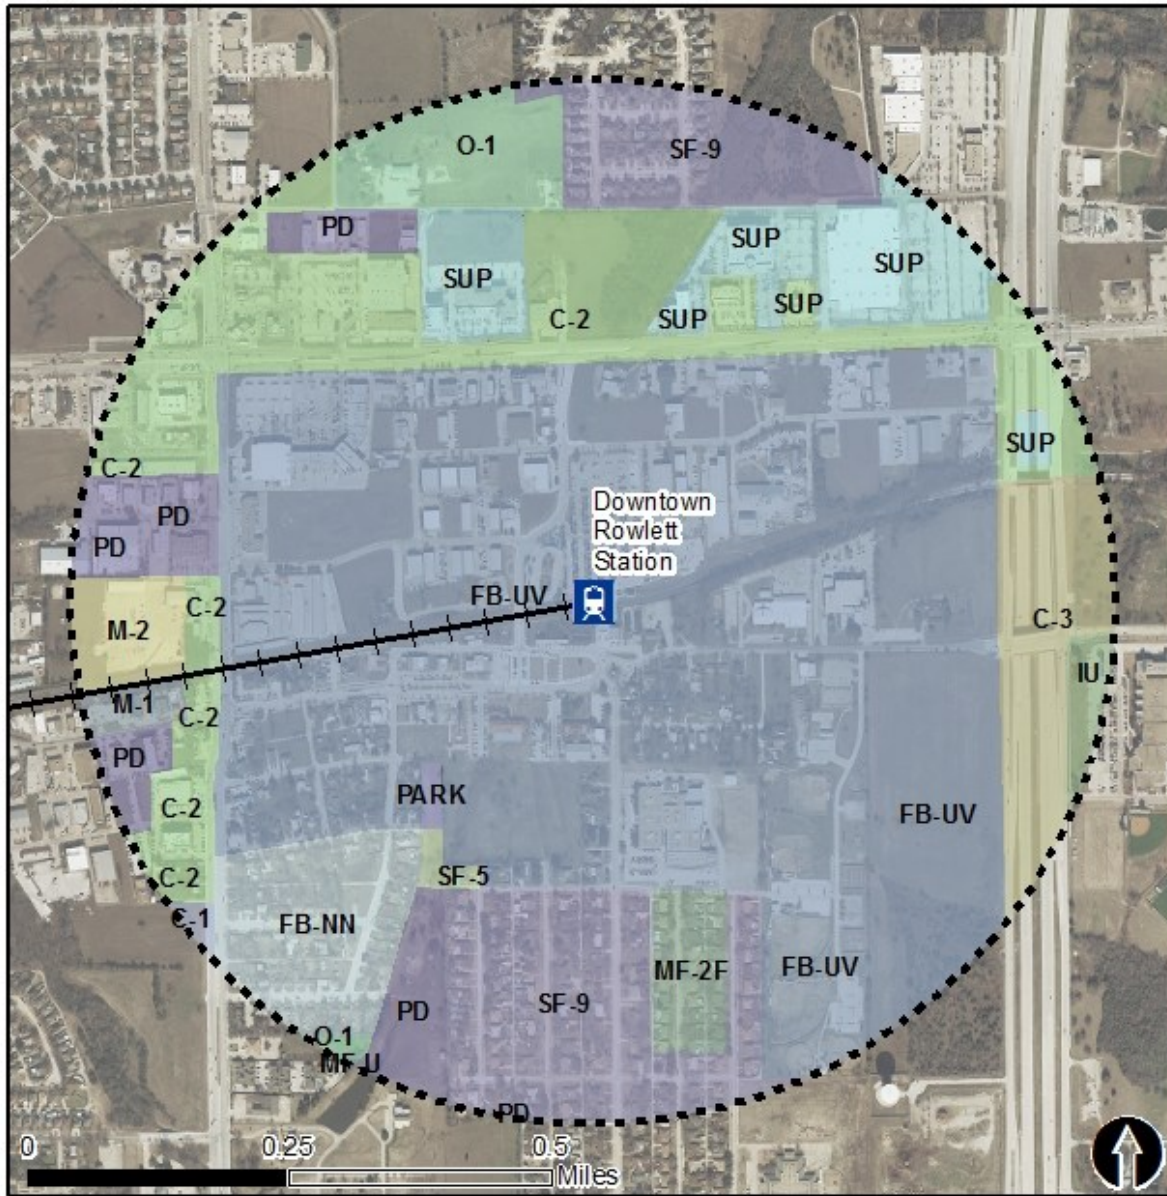 O-1
SF-9
PD
SUP
SUP
SUP
SUP
SUP
C-2
SUP
C-2
PD
PD
Downtown
Rowlett
Station
FB-UV
C-2
M-2
C-3
IU
M-1
C-2
PD
C-2
PARK
FB-UV
C-2
SF-5
C-1
FB-NN
MF-2F
FB-UV
PD
SF-9
O-1
MF-U
PD
0
0.25
0.5
Miles